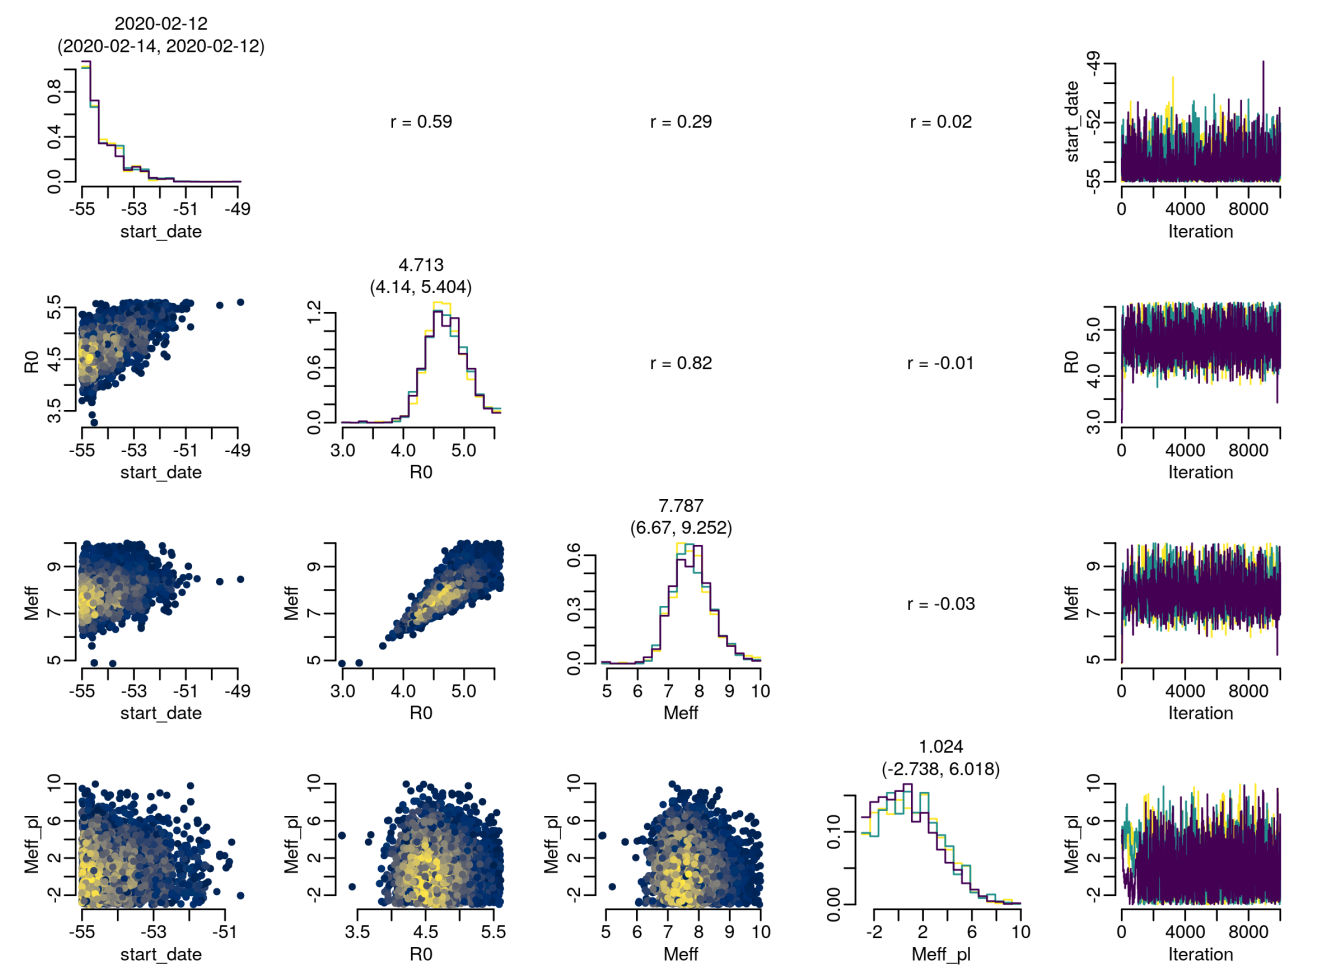 2020-02-12
(2020-02-14, 2020-02-12)
0.0 0.4 0.8
-55 -53 -51 -49
start_date
r = 0.59
r = 0.29
r = 0.02
start_date
-55 -52 -49
0 4000 8000
Iteration
R0
3.5 4.5 5.5
-55 -53 -51 -49
start_date
4.713
(4.14, 5.404)
0.0 0.6 1.2
3.0 4.0 5.0
R0
r = 0.82
r = -0.01
R0
3.0 4.0 5.0
0 4000 8000
Iteration
Meff
5 7 9
-55 -53 -51 -49
start_date
Meff
5 7 9
3.0 4.0 5.0
R0
7.787
(6.67, 9.252)
0.0 0.3 0.6
5 6 7 8 9 10
Meff
r = -0.03
Meff
5 7 9
0 4000 8000
Iteration
Meff_pl
-2 2 6 10
-55 -53 -51
start_date
Meff_pl
-2 2 6 10
3.5 4.5 5.5
R0
Meff_pl
-2 2 6 10
5 6 7 8 9 10
Meff
1.024
(-2.738, 6.018)
0.00 0.10
-2 2 6 10
Meff_pl
Meff_pl
-2 2 6 10
0 4000 8000
Iteration